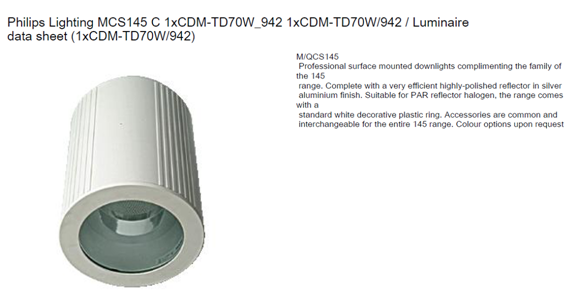 Philips Lighting MCS145 C 1xCDM-TD70W_942 1xCDM-TD70W/942 / Luminaire
data sheet (1xCDM-TD70W/942)
M/QCS145
Professional surface mounted downlights complimenting the family of
the 145
range. Complete with a very efficient highly-polished reflector in silver
aluminium finish. Suitable for PAR reflector halogen, the range comes
with a
standard white decorative plastic ring. Accessories are common and
interchangeable for the entire 145 range. Colour options upon request